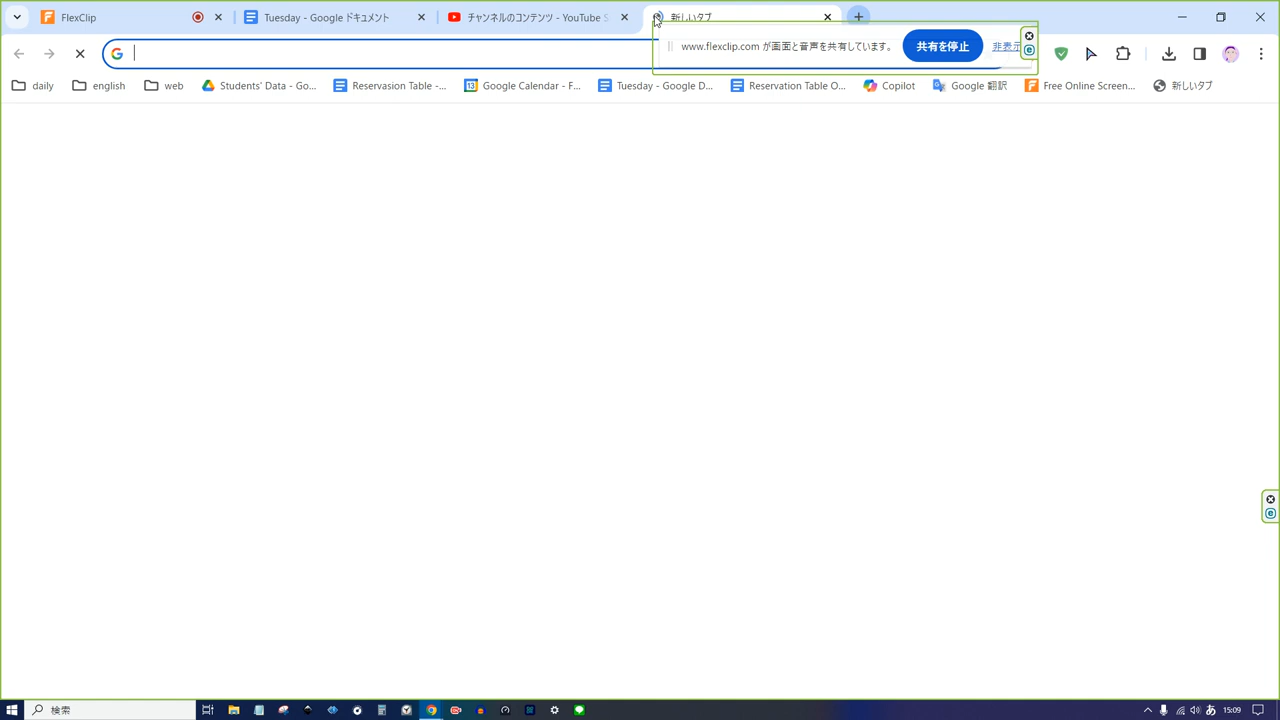 FlexClip
Tuesday - Google ドキュメント
チャンネルのコンテンツ - YouTube S
新しいタブ
www.flexclip.com が画面と音声を共有しています。
共有を停止
非表示
daily
english
web
Students' Data - Go...
Reservasion Table -...
Google Calendar - F...
Tuesday - Google D...
Reservation Table O...
Copilot
Google 翻訳
Free Online Screen...
新しいタブ
検索
あ
15:09